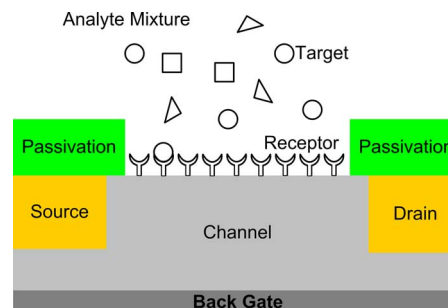 Analyte Mixture
Target
Receptor
Passivation
Passivation
Source
Drain
Channel
Back Gate